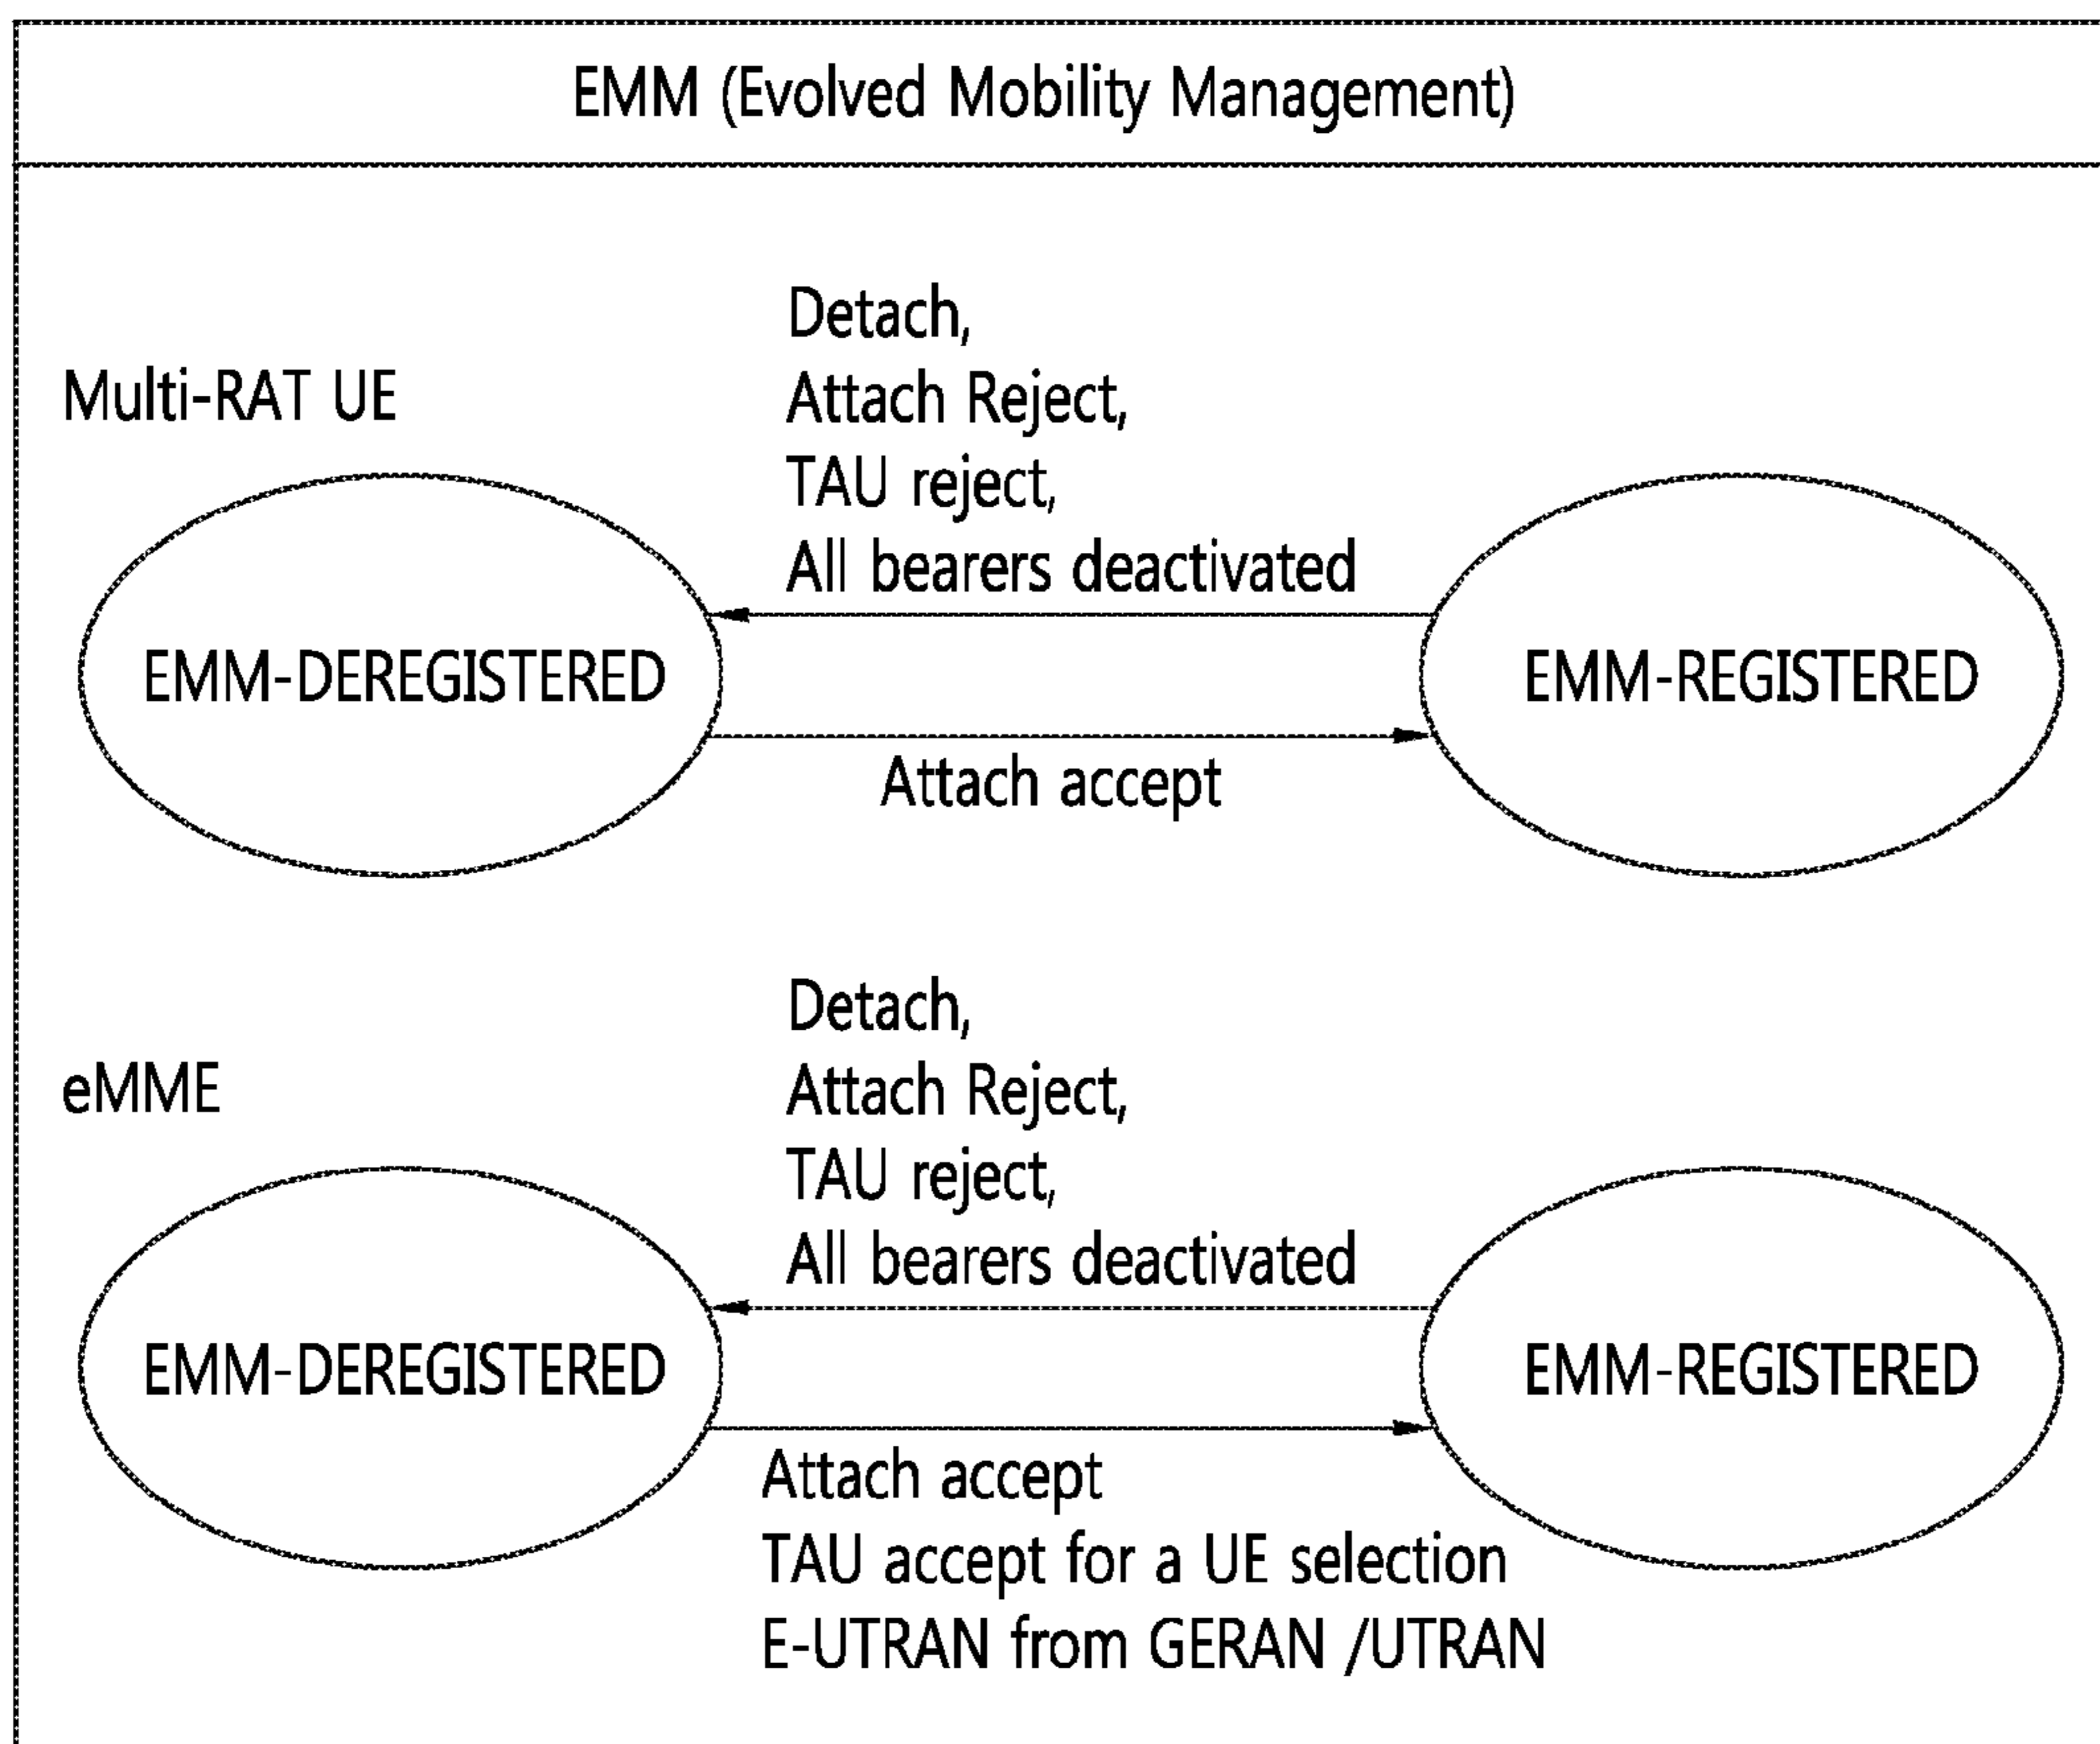 EMM (Evolved Mobility Management)
Multi-RAT UE
Detach,
Attach Reject,
TAU reject,
All bearers deactivated
EMM-DEREGISTERED
EMM-REGISTERED
Attach accept
eMME
Detach,
Attach Reject,
TAU reject,
All bearers deactivated
EMM-DEREGISTERED
EMM-REGISTERED
Attach accept
TAU accept for a UE selection
E-UTRAN from GERAN /UTRAN